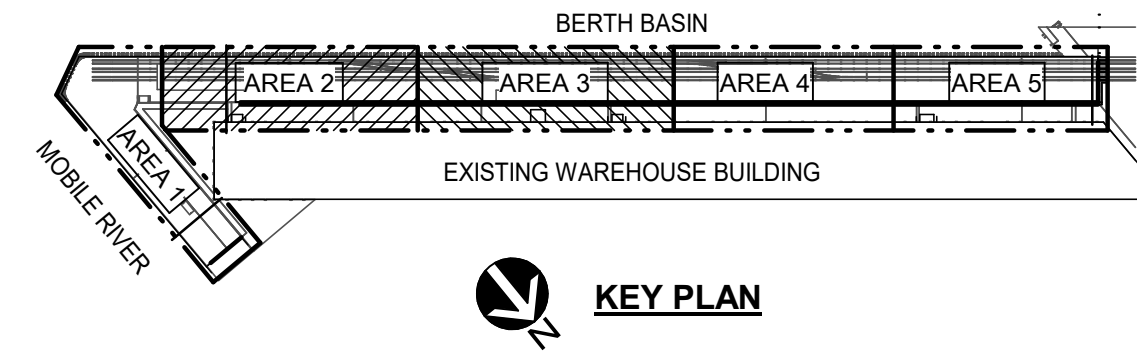 BERTH BASIN
AREA 2
AREA 3
AREA 4
AREA 5
AREA 1
MOBILE RIVER
EXISTING WAREHOUSE BUILDING
N
KEY PLAN